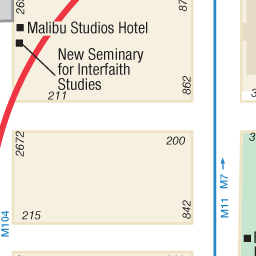 Malibu Studios Hotel
New Seminary
for Interfaith
Studies
211
862
2672
200
215
842
M104
M11 M7